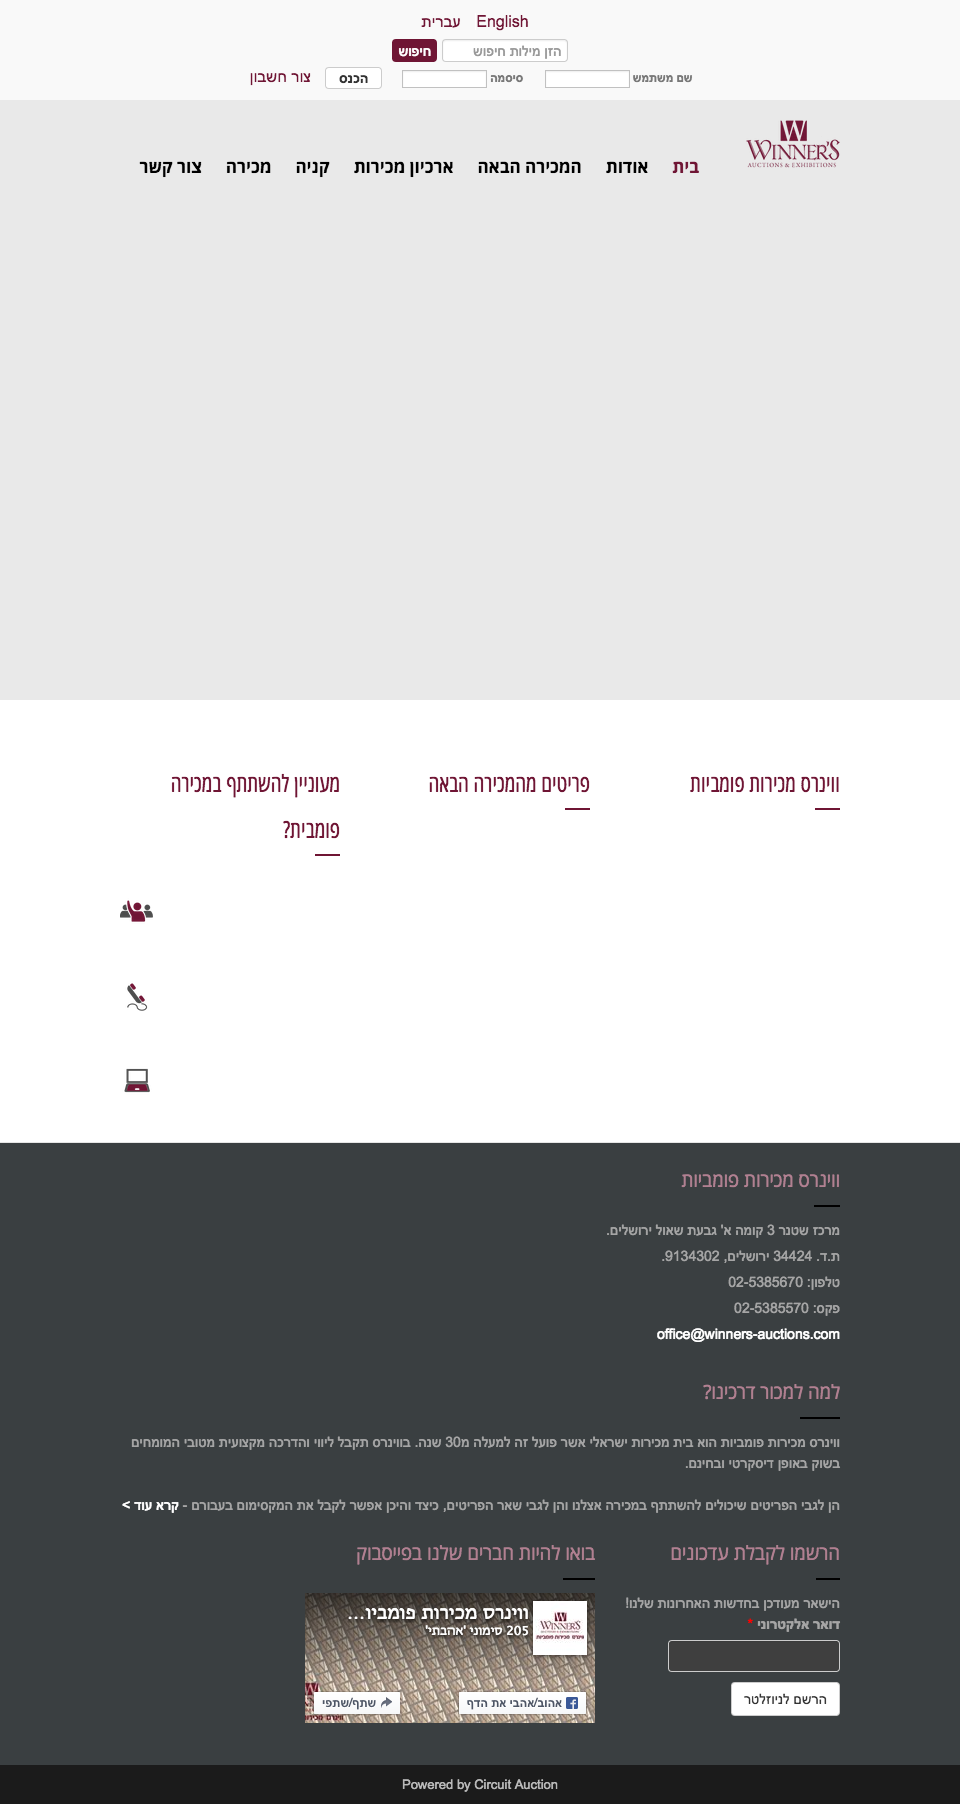 English עברית
הזן מילות חיפוש חיפוש
שם משתמש סיסמה הכנס צור חשבון
WINNER'S
AUCTIONS & EXHIBITIONS
בית אודות המכירה הבאה ארכיון מכירות קניה מכירה צור קשר
ווינרס מכירות פומביות
פריטים מהמכירה הבאה
מעוניין להשתתף במכירה
פומבית?
ווינרס מכירות פומביות
מרכז שטנר 3 קומה א' גבעת שאול ירושלים.
ת.ד. 34424 ירושלים, 9134302.
טלפון: 02-5385670
פקס: 02-5385570
office@winners-auctions.com
למה למכור דרכינו?
ווינרס מכירות פומביות הוא בית מכירות ישראלי אשר פועל זה למעלה מ30 שנה. בווינרס תקבל ליווי והדרכה מקצועית מטובי המומחים
בשוק באופן דיסקרטי ובחינם.
הן לגבי הפריטים שיכולים להשתתף במכירה אצלנו והן לגבי שאר הפריטים, כיצד והיכן אפשר לקבל את המקסימום בעבורם - קרא עוד >
הרשמו לקבלת עדכונים
הישאר מעודכן בחדשות האחרונות שלנו!
דואר אלקטרוני *
הרשם לניוזלטר
בואו להיות חברים שלנו בפייסבוק
ווינרס מכירות פומביו...
205 סימוני 'אהבתי'
WINNER'S
ווינרס מכירות פומביות
אהוב/אהבי את הדף שתף/שתפי
Powered by Circuit Auction